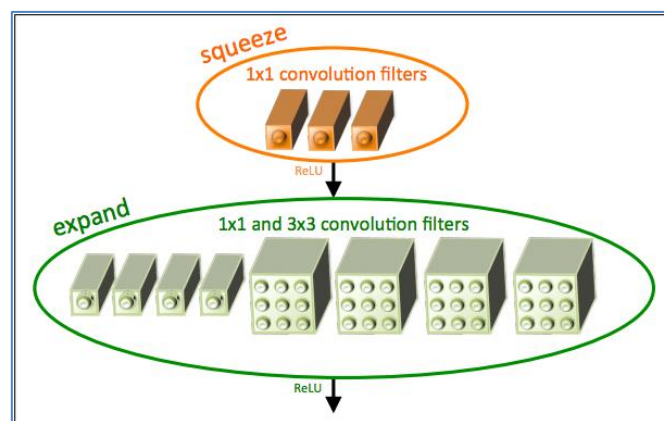 squeeze
1x1 convolution filters
ReLU
expand
1x1 and 3x3 convolution filters
ReLU